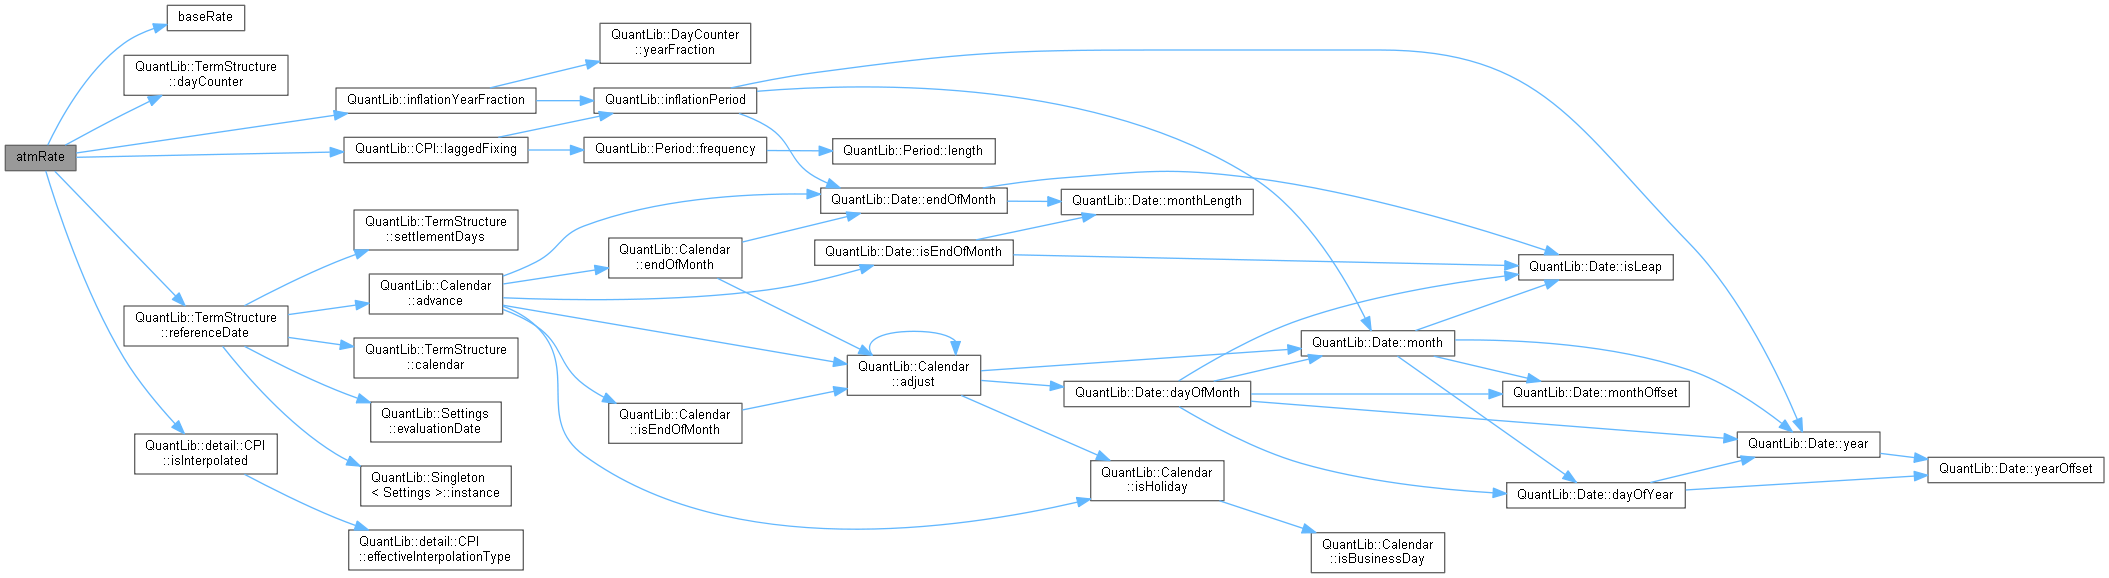 atmRate
baseRate
QuantLib::TermStructure
::dayCounter
QuantLib::inflationYearFraction
QuantLib::CPI::laggedFixing
QuantLib::TermStructure
::referenceDate
QuantLib::detail::CPI
::isInterpolated
QuantLib::TermStructure
::settlementDays
QuantLib::Calendar
::advance
QuantLib::TermStructure
::calendar
QuantLib::Settings
::evaluationDate
QuantLib::Singleton
< Settings >::instance
QuantLib::detail::CPI
::effectiveInterpolationType
QuantLib::DayCounter
::yearFraction
QuantLib::inflationPeriod
QuantLib::Period::frequency
QuantLib::Calendar
::endOfMonth
QuantLib::Calendar
::isEndOfMonth
QuantLib::Period::length
QuantLib::Date::endOfMonth
QuantLib::Date::isEndOfMonth
QuantLib::Calendar
::adjust
QuantLib::Date::monthLength
QuantLib::Date::dayOfMonth
QuantLib::Calendar
::isHoliday
QuantLib::Date::month
QuantLib::Calendar
::isBusinessDay
QuantLib::Date::isLeap
QuantLib::Date::monthOffset
QuantLib::Date::dayOfYear
QuantLib::Date::year
QuantLib::Date::yearOffset